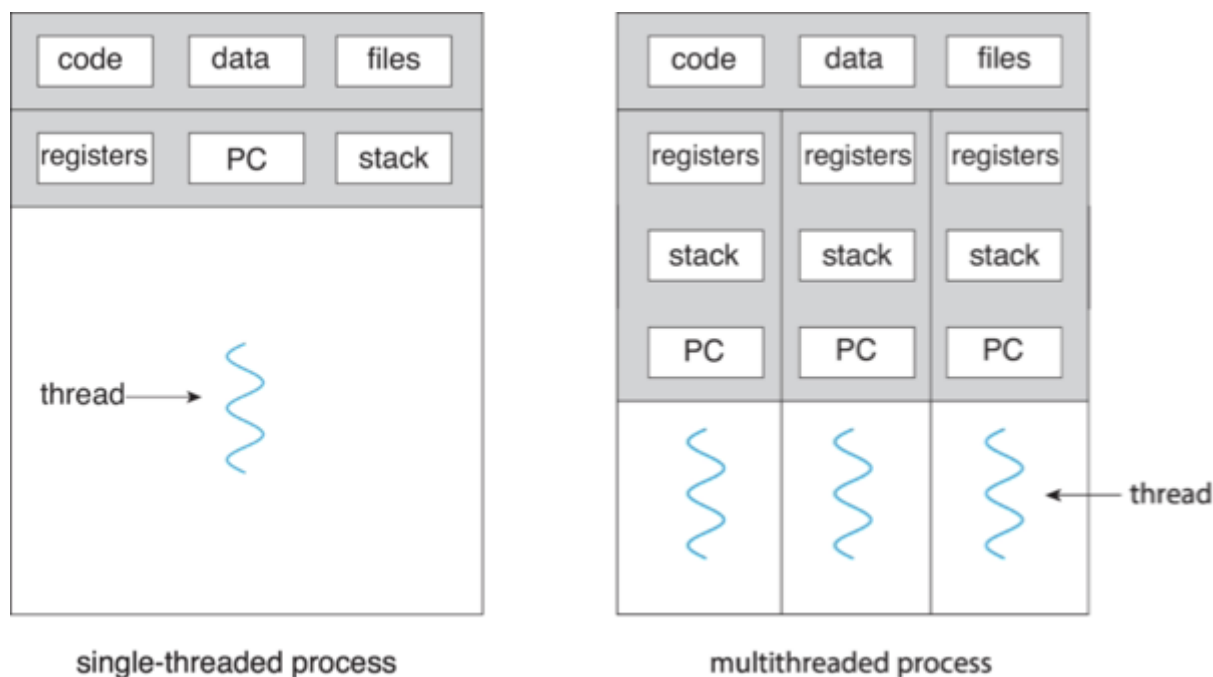 code data files
registers PC stack
thread
single-threaded process
code data files
registers registers registers
stack stack stack
PC PC PC
thread
multithreaded process